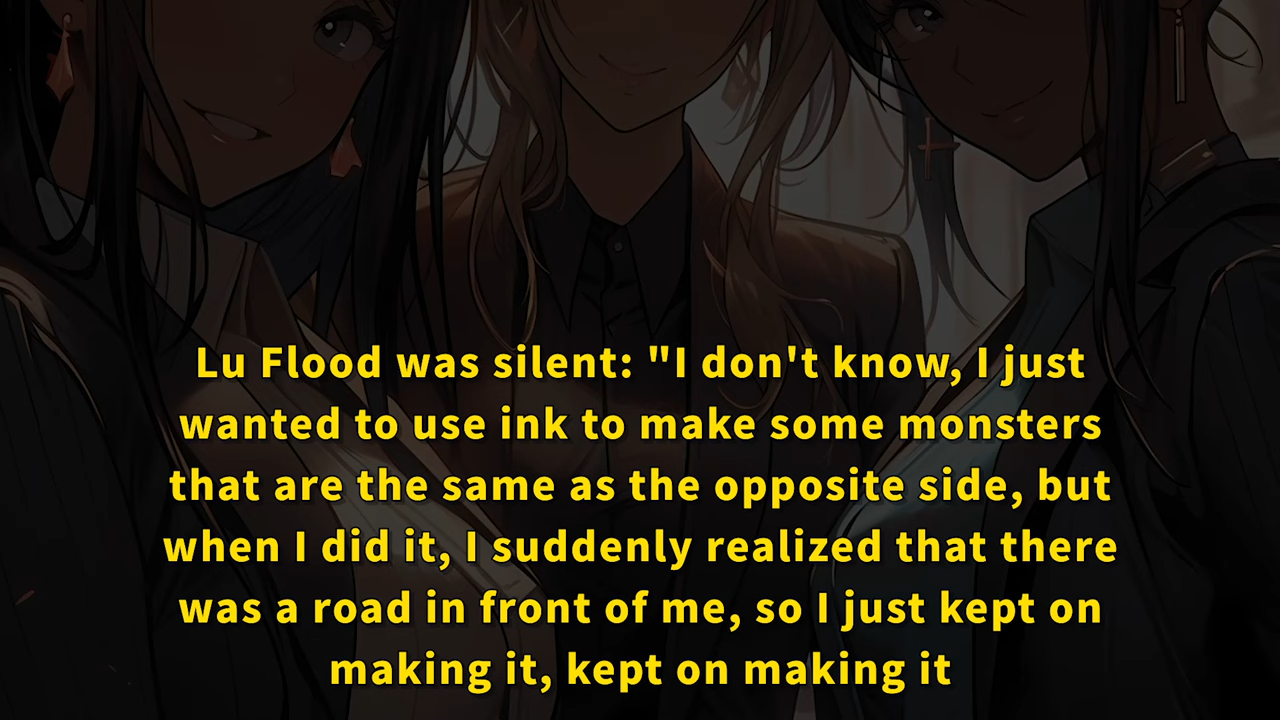 Lu Flood was silent: "I don't know, I just
wanted to use ink to make some monsters
that are the same as the opposite side, but
when I did it, I suddenly realized that there
was a road in front of me, so I just kept on
making it, kept on making it